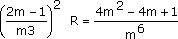 (2m − 1 / m3)² R = 4m² − 4m + 1 / m⁶